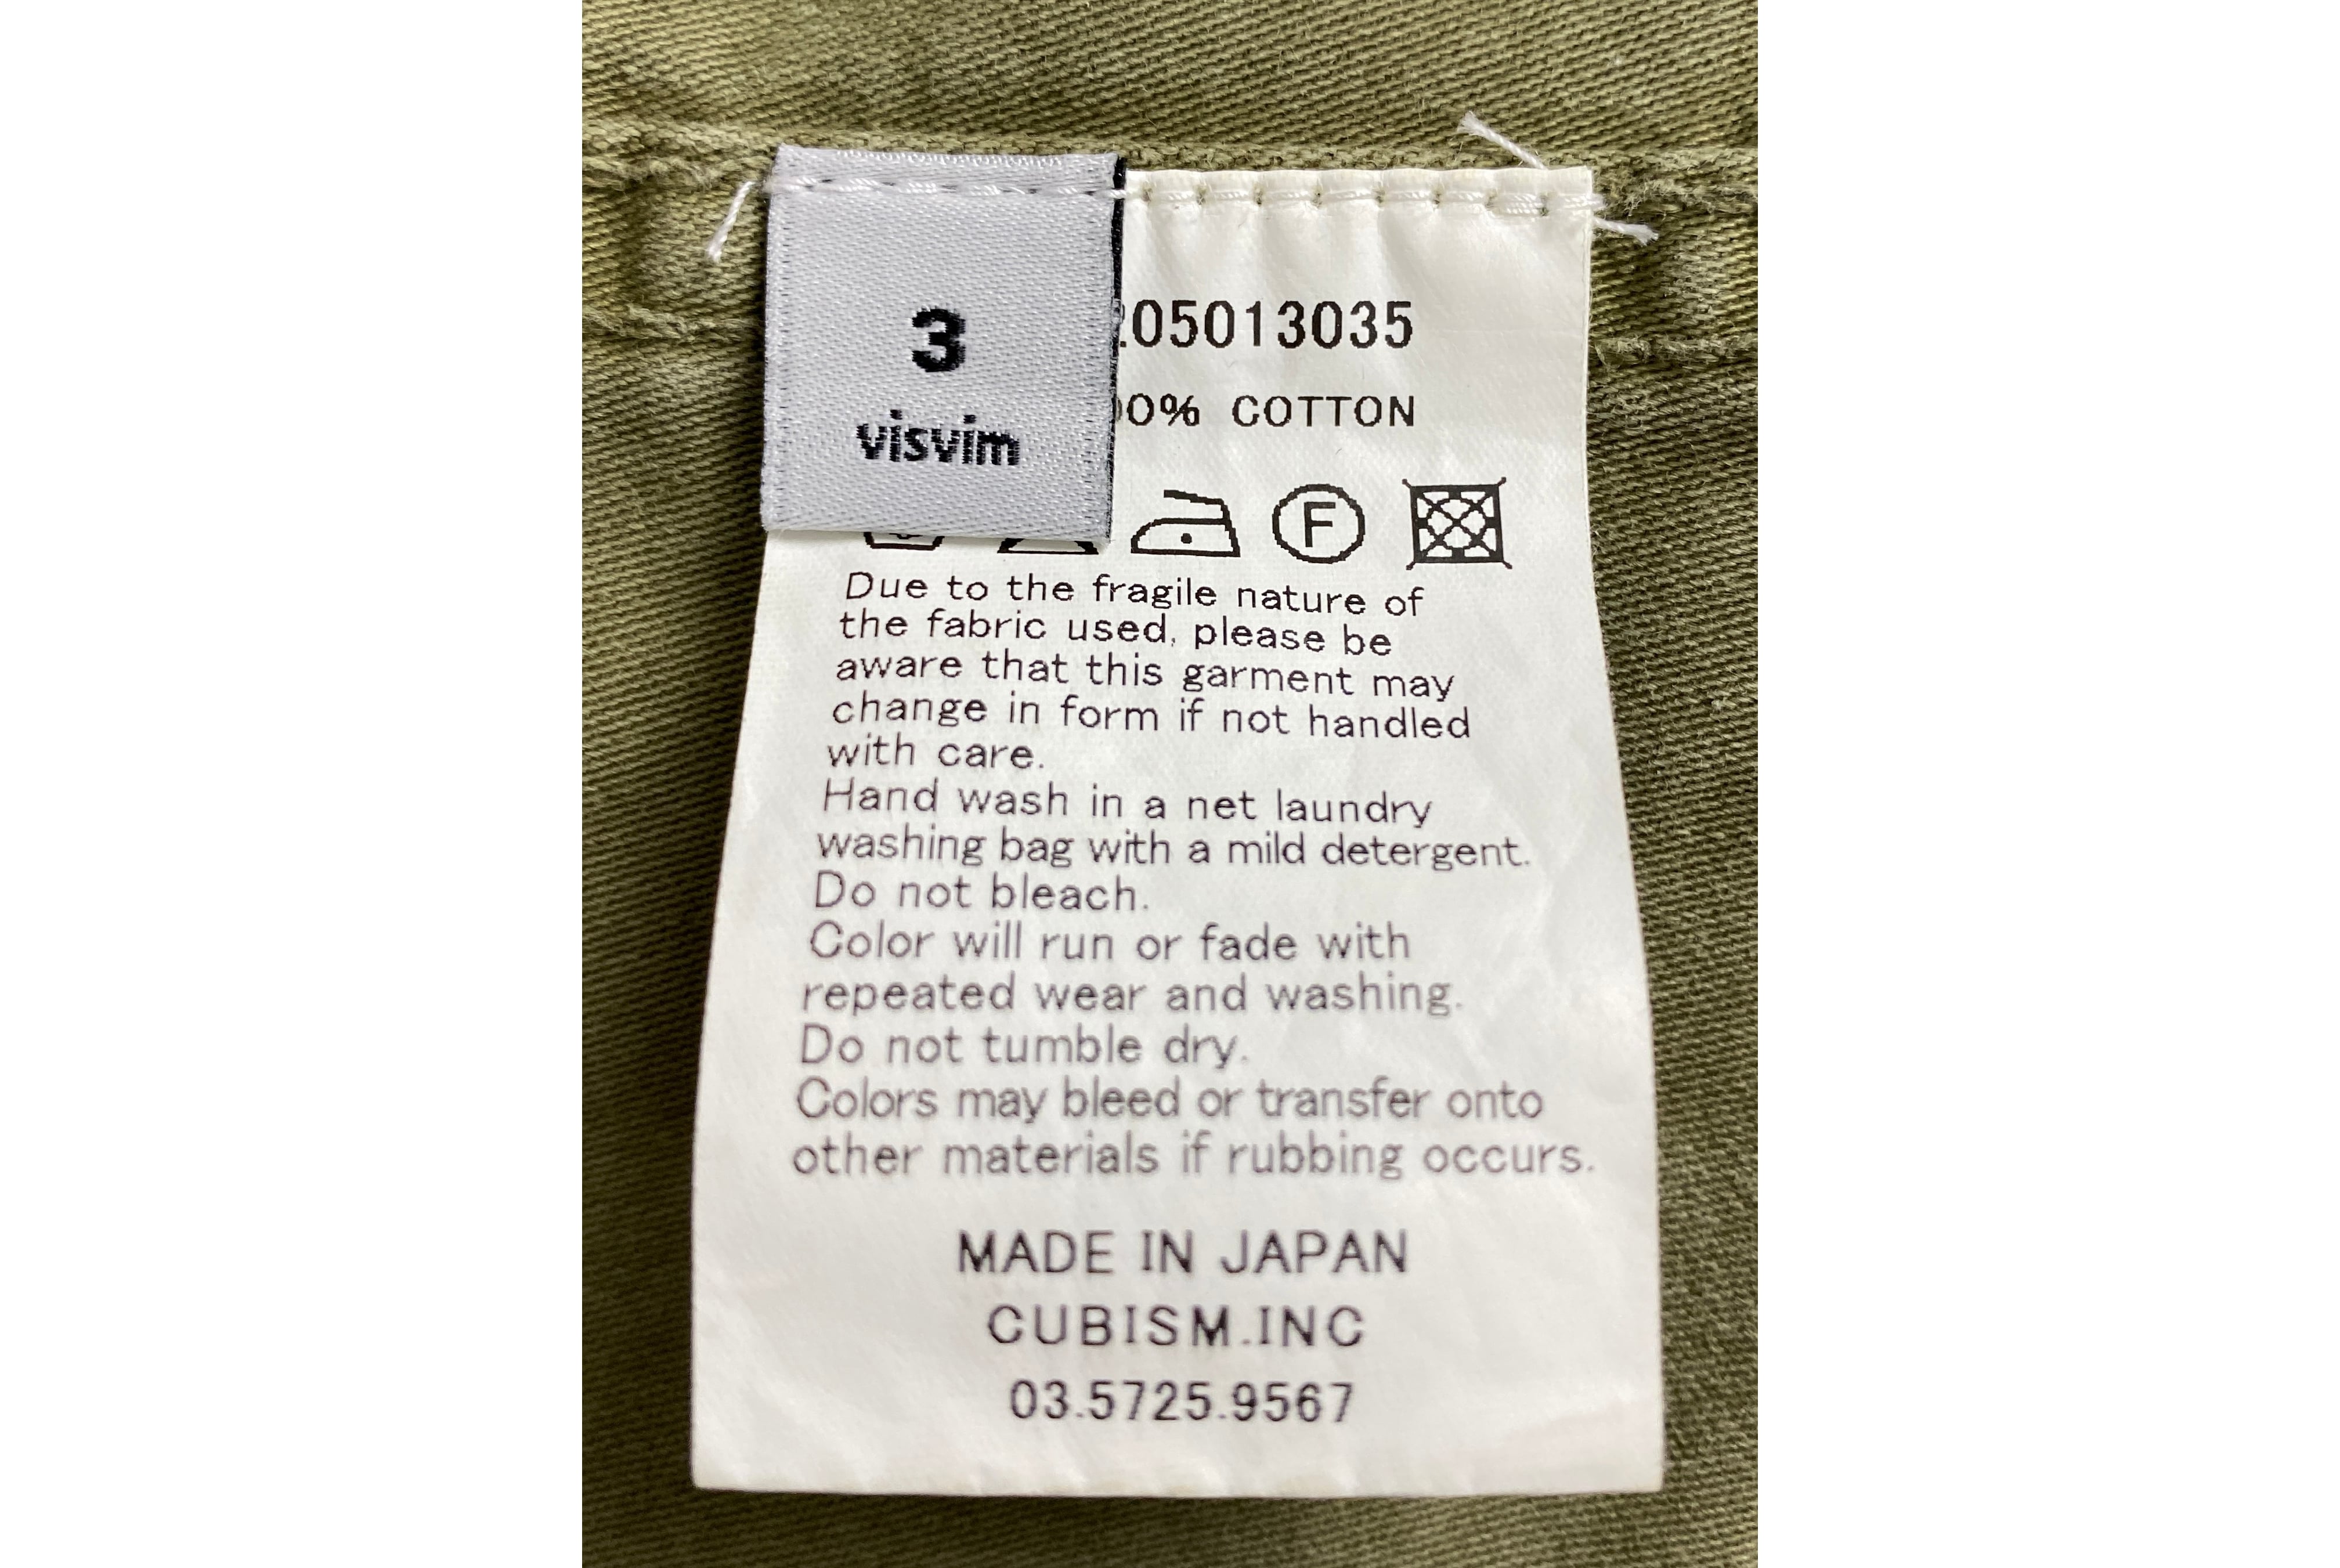 3
visvim
05013035
00% COTTON
F
Due to the fragile nature of
the fabric used, please be
aware that this garment may
change in form if not handled
with care.
Hand wash in a net laundry
washing bag with a mild detergent.
Do not bleach.
Color will run or fade with
repeated wear and washing.
Do not tumble dry.
Colors may bleed or transfer onto
other materials if rubbing occurs.
MADE IN JAPAN
CUBISM.INC
03.5725.9567